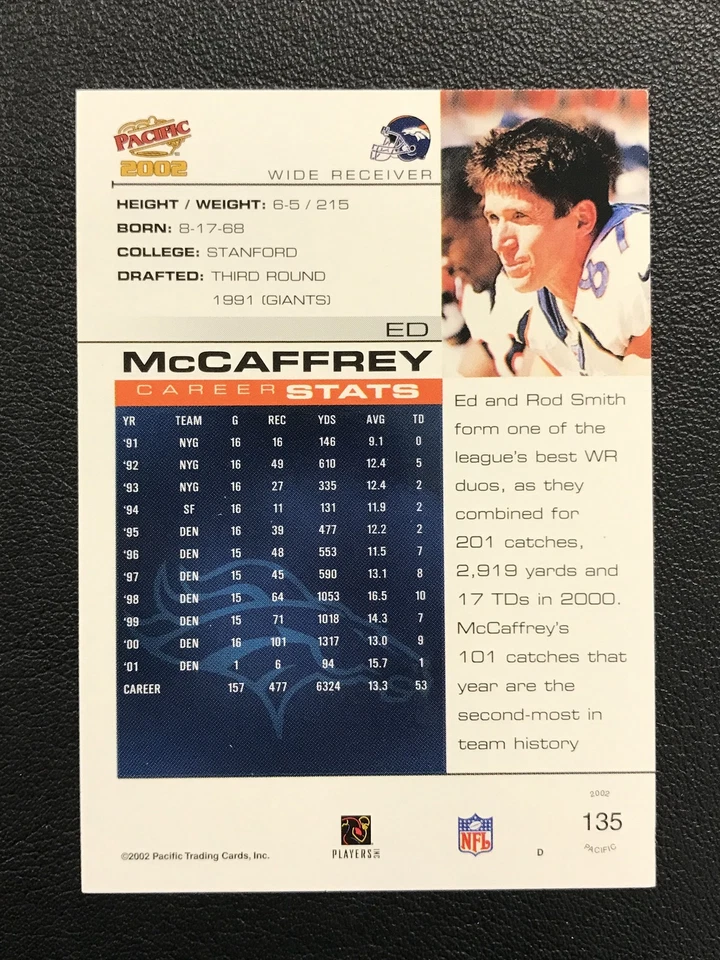 PACIFIC
2002
WIDE RECEIVER
HEIGHT / WEIGHT: 6-5 / 215
BORN: 8-17-68
COLLEGE: STANFORD
DRAFTED: THIRD ROUND
1991 (GIANTS)
ED
McCAFFREY
CAREER STATS
YR TEAM G REC YDS AVG TD
'91 NYG 16 16 146 9.1 0
'92 NYG 16 49 610 12.4 5
'93 NYG 16 27 335 12.4 2
'94 SF 16 11 131 11.9 2
'95 DEN 16 39 477 12.2 2
'96 DEN 15 48 553 11.5 7
'97 DEN 15 45 590 13.1 8
'98 DEN 15 64 1053 16.5 10
'99 DEN 15 71 1018 14.3 7
'00 DEN 16 101 1317 13.0 9
'01 DEN 1 6 94 15.7 1
CAREER 157 477 6324 13.3 53
8
Ed and Rod Smith
form one of the
league's best WR
duos, as they
combined for
201 catches,
2,919 yards and
17 TDs in 2000.
McCaffrey's
101 catches that
year are the
second-most in
team history
©2002 Pacific Trading Cards, Inc.
PLAYERS INC
NFL
D
2002
135
PACIFIC